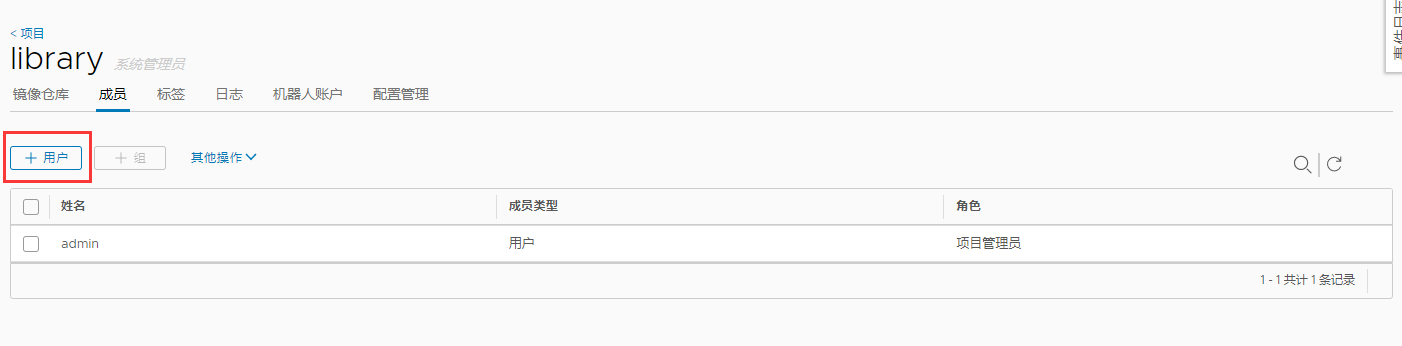 < 项目
library 系统管理员
镜像仓库 成员 标签 日志 机器人账户 配置管理
+ 用户 + 组 其他操作
姓名 成员类型 角色
admin 用户 项目管理员
1 - 1 共计 1 条记录